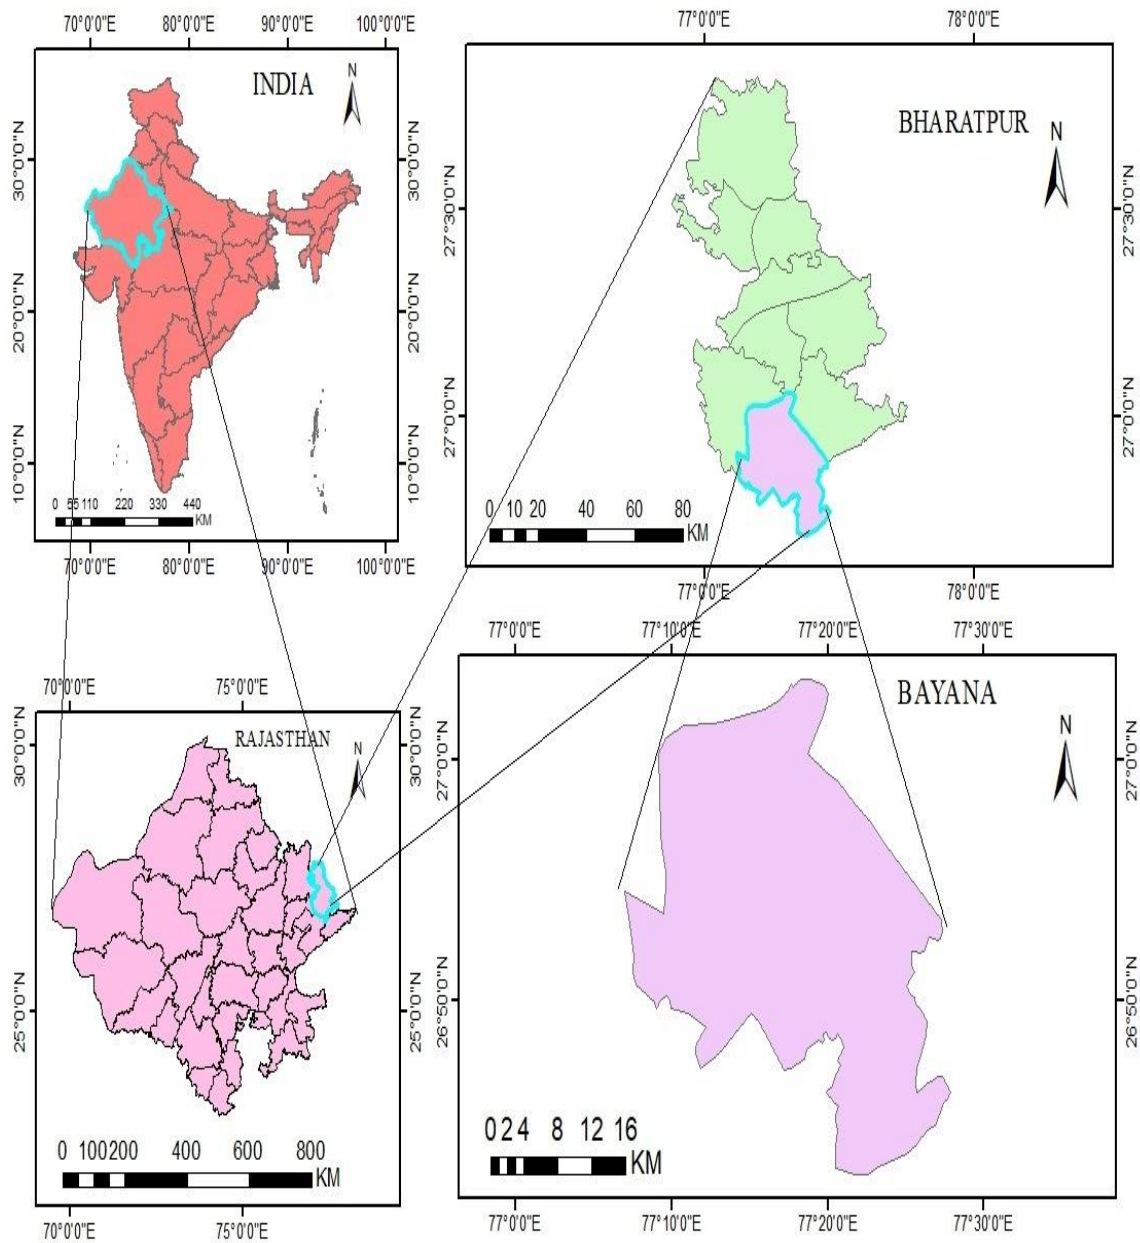 70°0'0"E 80°0'0"E 90°0'0"E 100°0'0"E
INDIA
N
30°0'0"N 30°0'0"N
20°0'0"N 20°0'0"N
10°0'0"N 10°0'0"N
0 55 110 220 330 440
KM
70°0'0"E 80°0'0"E 90°0'0"E 100°0'0"E
77°0'0"E 78°0'0"E
BHARATPUR
N
27°30'0"N 27°30'0"N
27°0'0"N 27°0'0"N
0 10 20 40 60 80
KM
77°0'0"E 78°0'0"E
70°0'0"E 75°0'0"E
RAJASTHAN
N
30°0'0"N 30°0'0"N
25°0'0"N 25°0'0"N
0 100 200 400 600 800
KM
70°0'0"E 75°0'0"E
77°0'0"E 77°10'0"E 77°20'0"E 77°30'0"E
BAYANA
N
27°0'0"N 27°0'0"N
26°50'0"N 26°50'0"N
0 2 4 8 12 16
KM
77°0'0"E 77°10'0"E 77°20'0"E 77°30'0"E